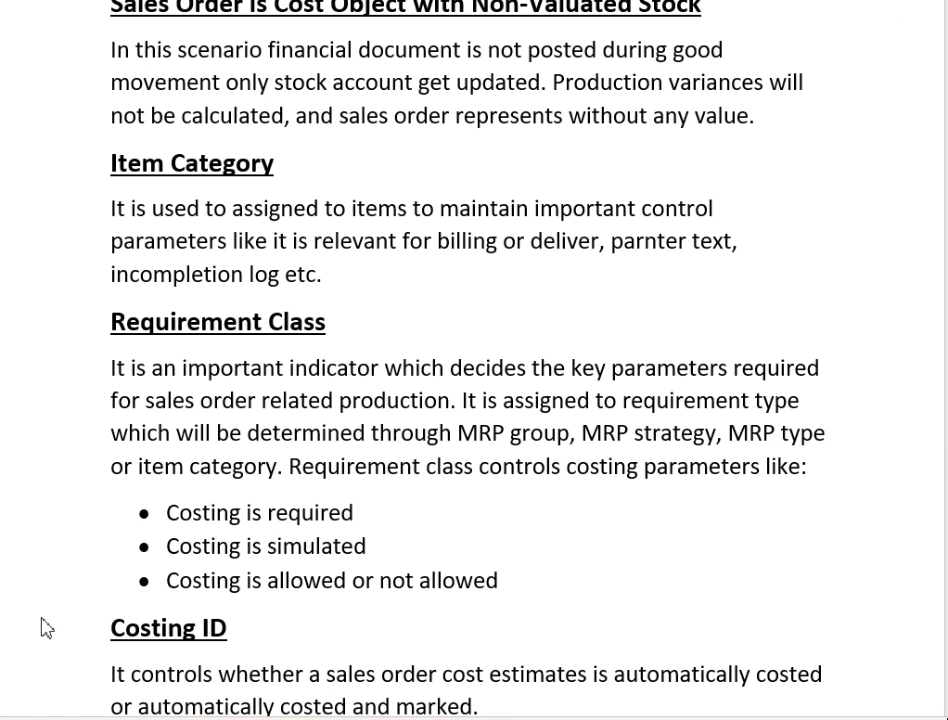 Sales Order is Cost Object with Non-Valuated Stock
In this scenario financial document is not posted during good
movement only stock account get updated. Production variances will
not be calculated, and sales order represents without any value.
Item Category
It is used to assigned to items to maintain important control
parameters like it is relevant for billing or deliver, parnter text,
incompletion log etc.
Requirement Class
It is an important indicator which decides the key parameters required
for sales order related production. It is assigned to requirement type
which will be determined through MRP group, MRP strategy, MRP type
or item category. Requirement class controls costing parameters like:
• Costing is required
• Costing is simulated
• Costing is allowed or not allowed
Costing ID
It controls whether a sales order cost estimates is automatically costed
or automatically costed and marked.